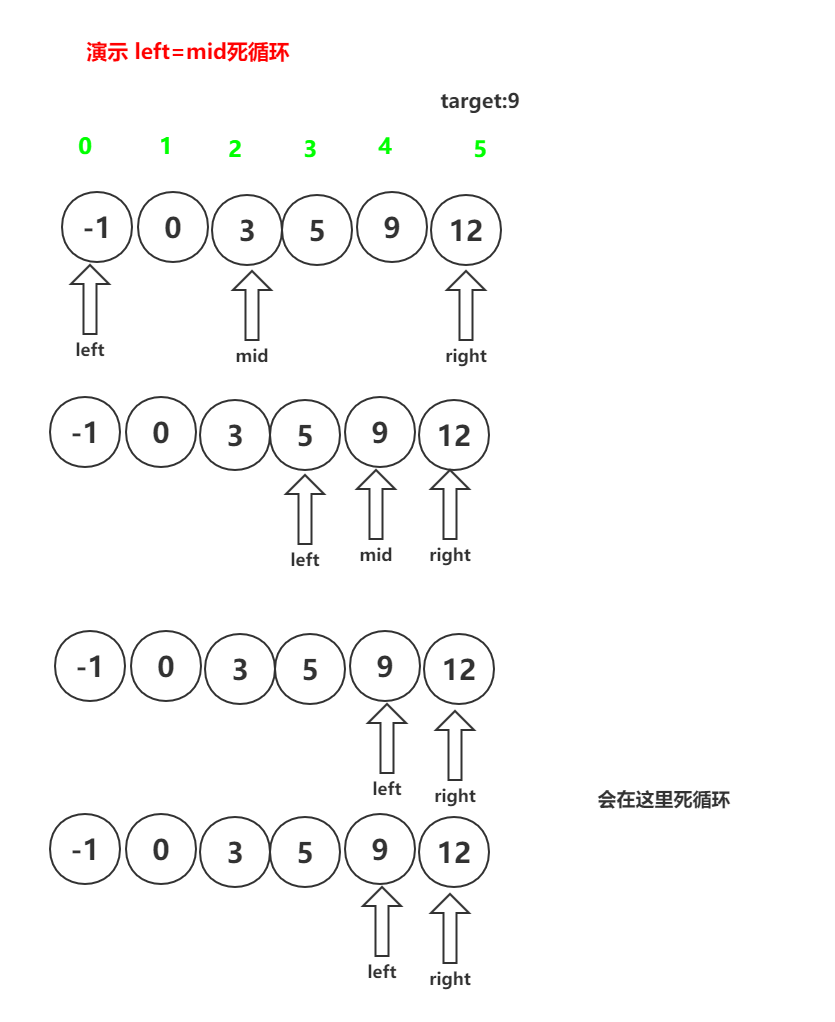 演示 left=mid死循环
target:9
0 1 2 3 4 5
-1 0 3 5 9 12
left mid right
-1 0 3 5 9 12
left mid right
-1 0 3 5 9 12
left right
会在这里死循环
-1 0 3 5 9 12
left right